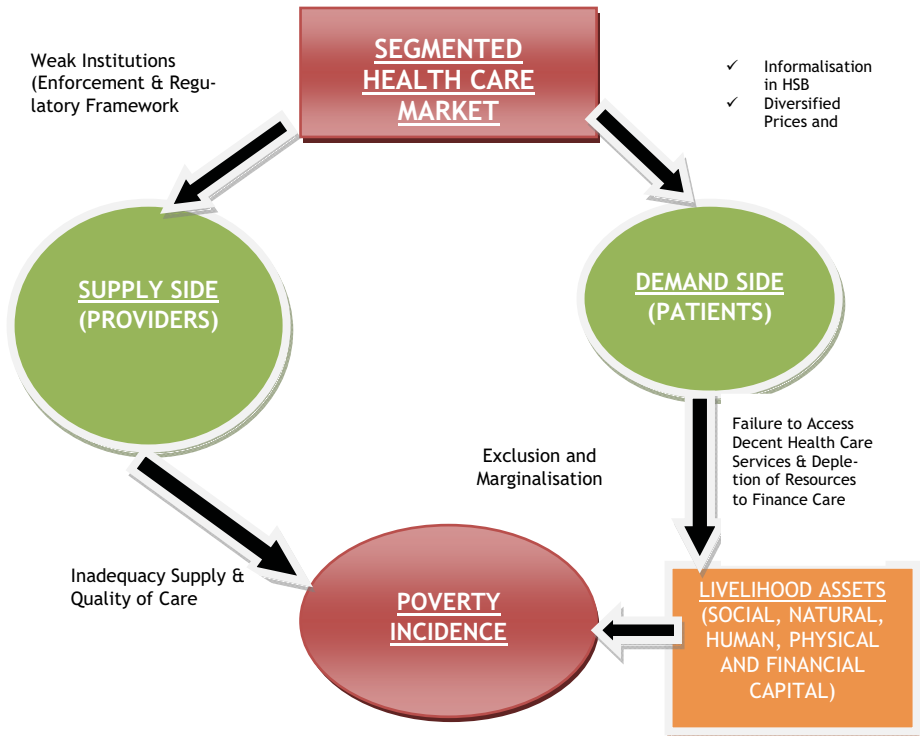 SEGMENTED
HEALTH CARE
MARKET
Weak Institutions
(Enforcement & Regu-
latory Framework
✓ Informalisation
in HSB
✓ Diversified
Prices and
SUPPLY SIDE
(PROVIDERS)
DEMAND SIDE
(PATIENTS)
Failure to Access
Decent Health Care
Services & Deple-
tion of Resources
to Finance Care
Exclusion and
Marginalisation
Inadequacy Supply &
Quality of Care
POVERTY
INCIDENCE
LIVELIHOOD ASSETS
(SOCIAL, NATURAL,
HUMAN, PHYSICAL
AND FINANCIAL
CAPITAL)